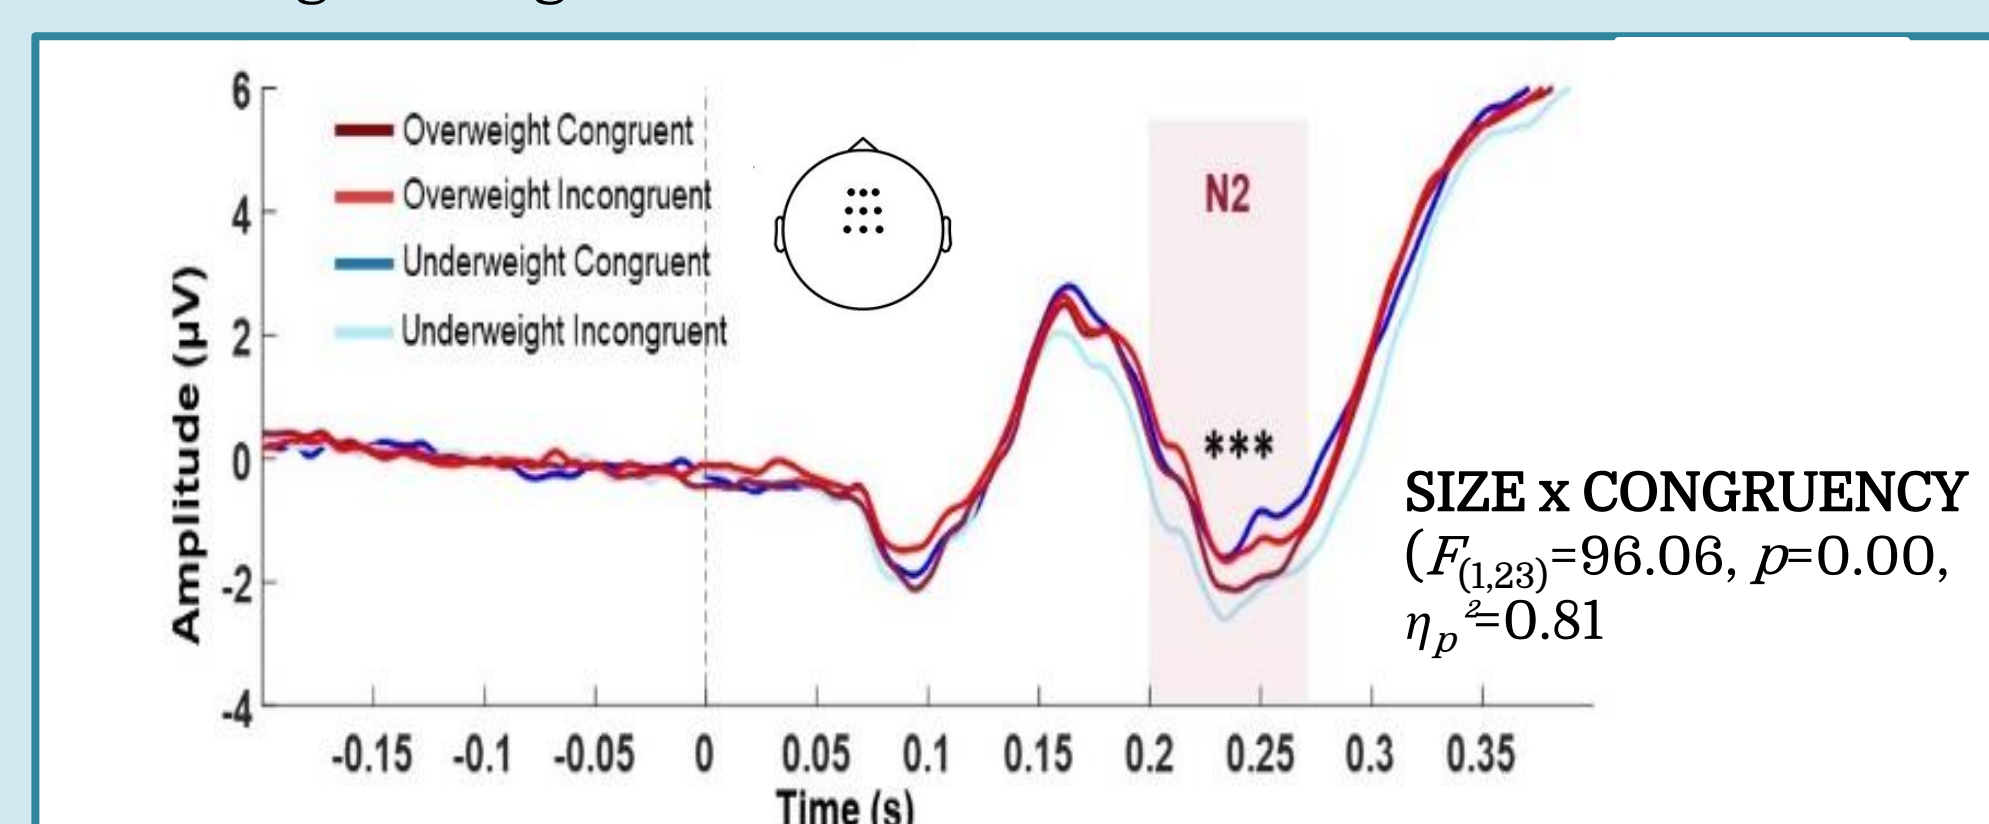 6
4
2
0
-2
-4
Amplitude (µV)
Overweight Congruent
Overweight Incongruent
Underweight Congruent
Underweight Incongruent
N2
***
SIZE x CONGRUENCY
(F(1,23)=96.06, p=0.00,
ηp²=0.81
-0.15 -0.1 -0.05 0 0.05 0.1 0.15 0.2 0.25 0.3 0.35
Time (s)